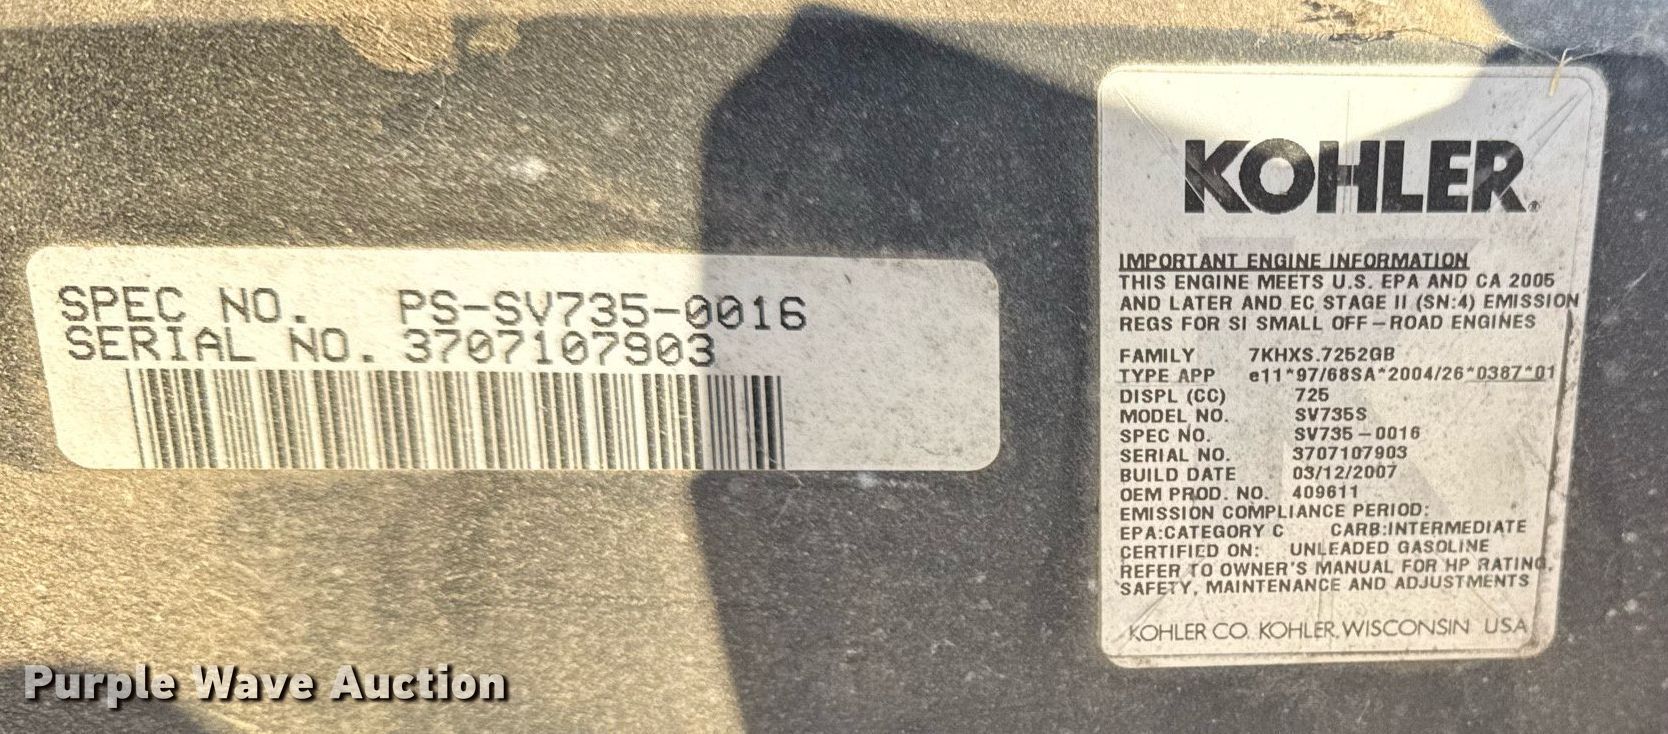 SPEC NO. PS-SV735-0016
SERIAL NO. 3707107903
KOHLER®
IMPORTANT ENGINE INFORMATION
THIS ENGINE MEETS U.S. EPA AND CA 2005
AND LATER AND EC STAGE II (SN:4) EMISSION
REGS FOR SI SMALL OFF-ROAD ENGINES
FAMILY 7KHXS.7252GB
TYPE APP e11*97/68SA*2004/26*0387*01
DISPL (CC) 725
MODEL NO. SV735S
SPEC NO. SV735-0016
SERIAL NO. 3707107903
BUILD DATE 03/12/2007
OEM PROD. NO. 409611
EMISSION COMPLIANCE PERIOD:
EPA:CATEGORY C CARB:INTERMEDIATE
CERTIFIED ON: UNLEADED GASOLINE
REFER TO OWNER'S MANUAL FOR HP RATING,
SAFETY, MAINTENANCE AND ADJUSTMENTS
KOHLER CO. KOHLER, WISCONSIN USA
Purple Wave Auction